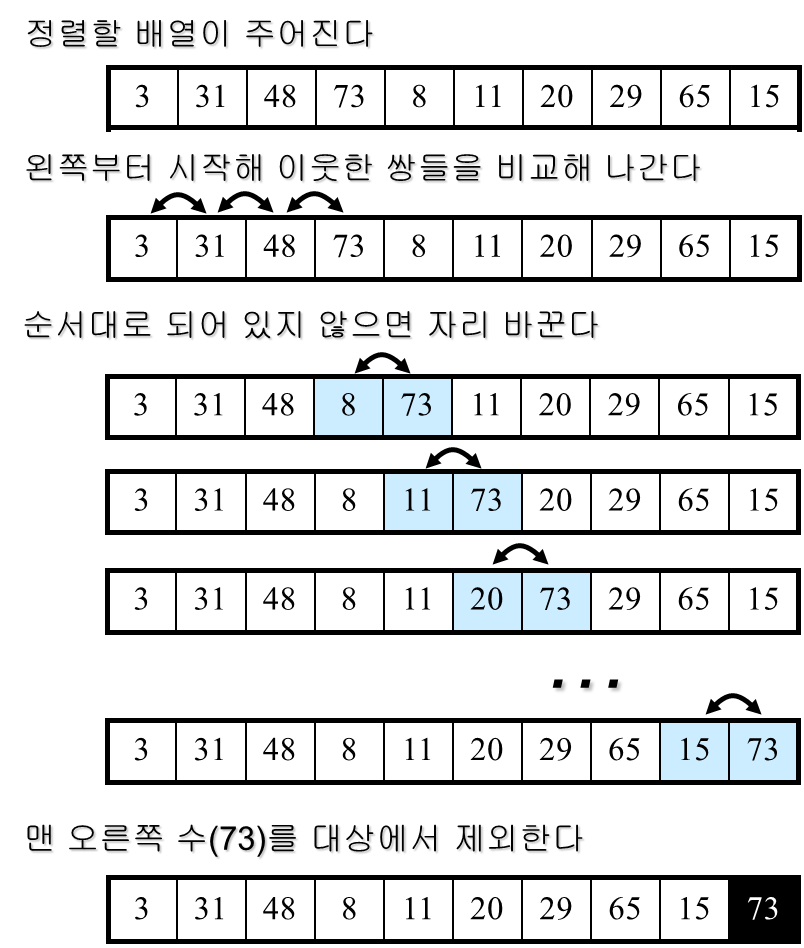 정렬할 배열이 주어진다
3 31 48 73 8 11 20 29 65 15
왼쪽부터 시작해 이웃한 쌍들을 비교해 나간다
3 31 48 73 8 11 20 29 65 15
순서대로 되어 있지 않으면 자리 바꾼다
3 31 48 8 73 11 20 29 65 15
3 31 48 8 11 73 20 29 65 15
3 31 48 8 11 20 73 29 65 15
...
3 31 48 8 11 20 29 65 15 73
맨 오른쪽 수(73)를 대상에서 제외한다
3 31 48 8 11 20 29 65 15 73